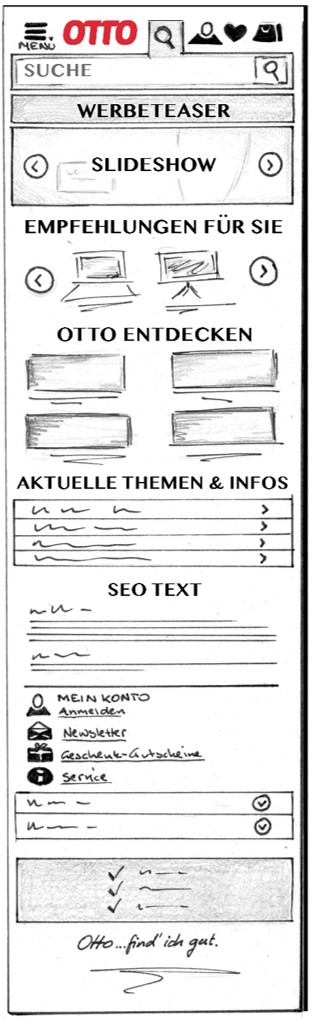 OTTO
MENÜ
SUCHE
WERBETEASER
SLIDESHOW
EMPFEHLUNGEN FÜR SIE
OTTO ENTDECKEN
AKTUELLE THEMEN & INFOS
SEO TEXT
MEIN KONTO
Anmelden
Newsletter
Geschenk-Gutscheine
Service
Otto...find' ich gut.